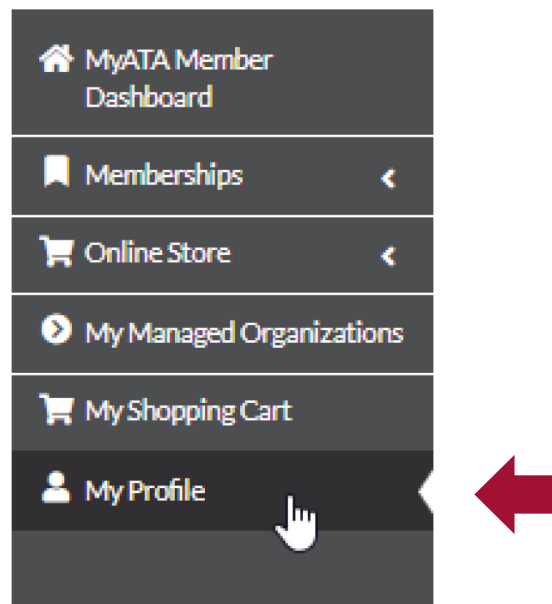 MyATA Member
Dashboard
Memberships
Online Store
My Managed Organizations
My Shopping Cart
My Profile